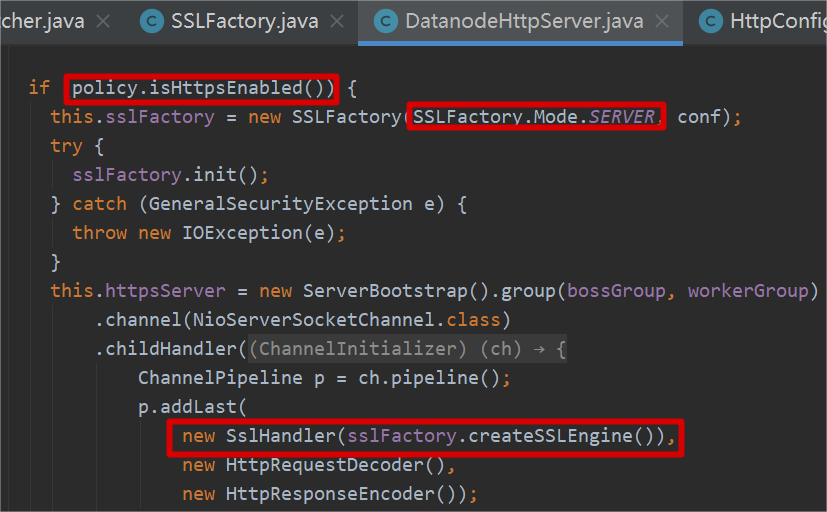 cher.java × C SSLFactory.java × C DatanodeHttpServer.java × C HttpConfig
if policy.isHttpsEnabled()) {
this.sslFactory = new SSLFactory(SSLFactory.Mode.SERVER, conf);
try {
sslFactory.init();
} catch (GeneralSecurityException e) {
throw new IOException(e);
}
this.httpsServer = new ServerBootstrap().group(bossGroup, workerGroup)
.channel(NioServerSocketChannel.class)
.childHandler((ChannelInitializer) (ch) → {
ChannelPipeline p = ch.pipeline();
p.addLast(
new SslHandler(sslFactory.createSSLEngine()),
new HttpRequestDecoder(),
new HttpResponseEncoder());